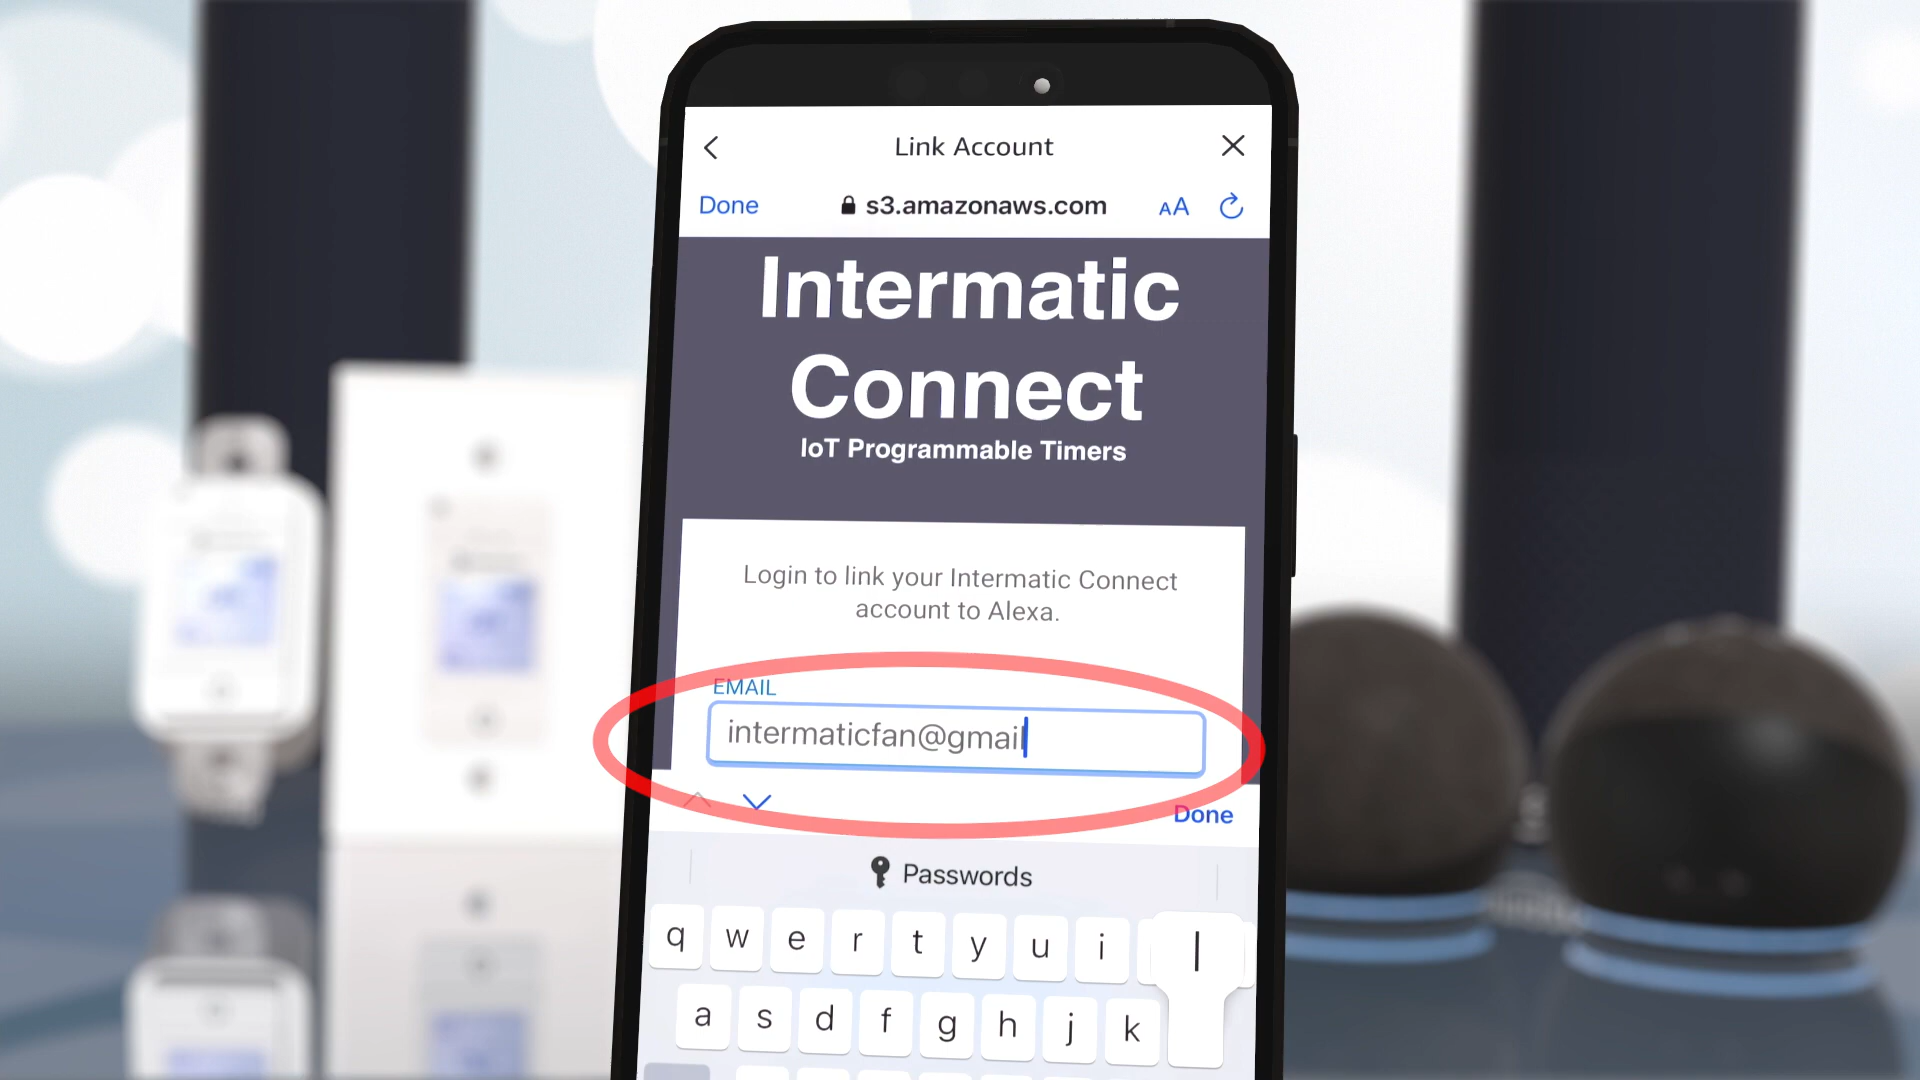 Link Account
Done
s3.amazonaws.com
AA
Intermatic
Connect
IoT Programmable Timers
Login to link your Intermatic Connect
account to Alexa.
EMAIL
intermaticfan@gmail
Done
Passwords
q w e r t y u i l
a s d f g h j k